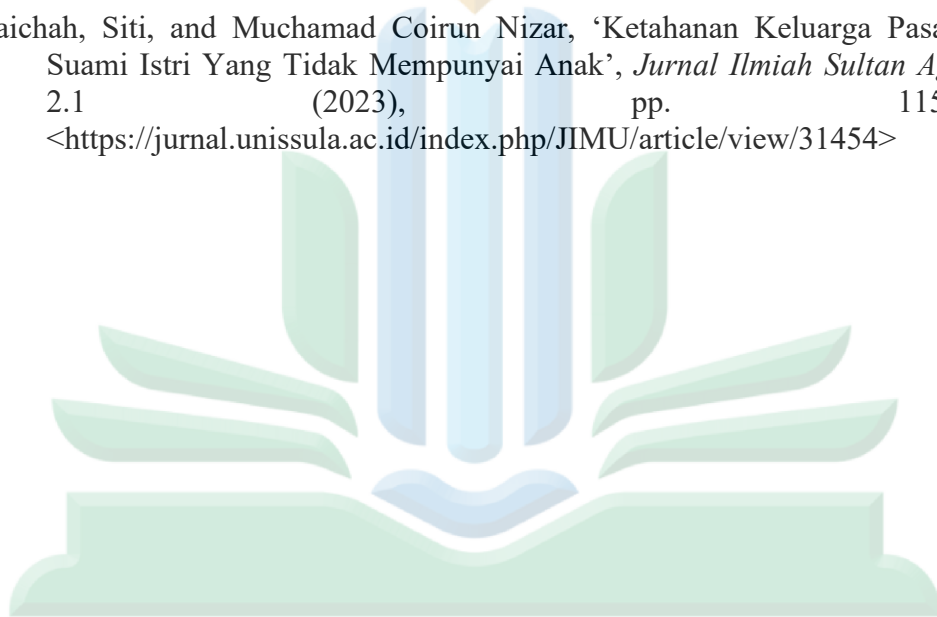 aichah, Siti, and Muchamad Coirun Nizar, ‘Ketahanan Keluarga Pasa
Suami Istri Yang Tidak Mempunyai Anak’, Jurnal Ilmiah Sultan Ag
2.1 (2023), pp. 115
<https://jurnal.unissula.ac.id/index.php/JIMU/article/view/31454>